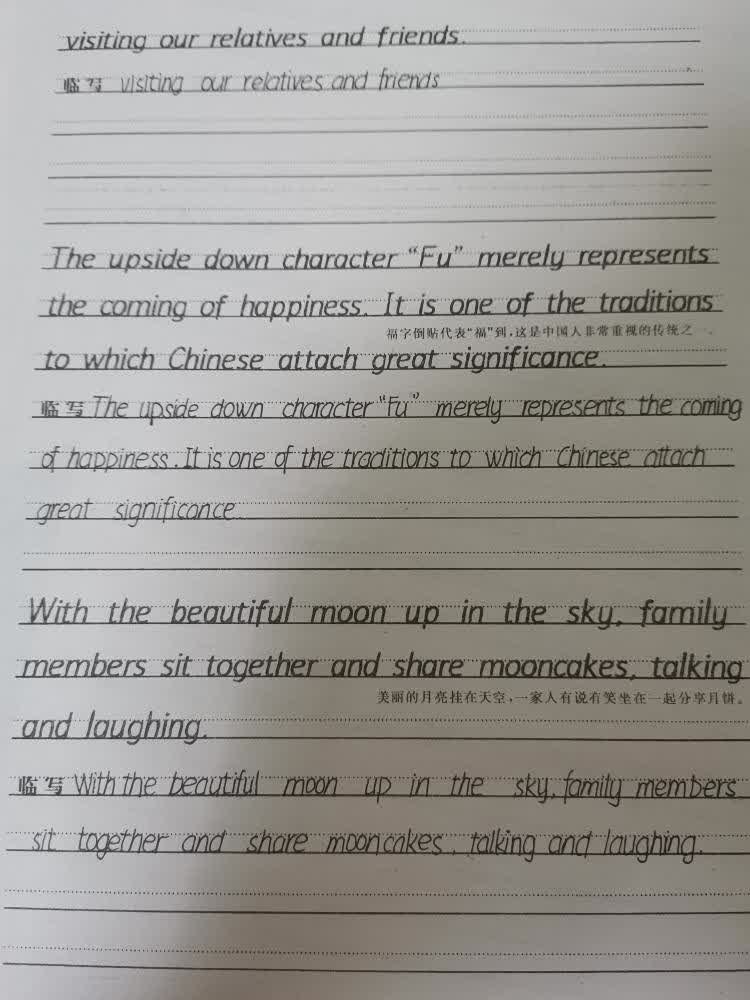 visiting our relatives and friends.
临写 visiting our relatives and friends
The upside down character “Fu” merely represents
the coming of happiness. It is one of the traditions
福字倒贴代表“福”到，这是中国人非常重视的传统之一。
to which Chinese attach great significance.
临写 The upside down character “Fu” merely represents the coming
of happiness. It is one of the traditions to which Chinese attach
great significance
With the beautiful moon up in the sky, family
members sit together and share mooncakes, talking
美丽的月亮挂在天空，一家人有说有笑坐在一起分享月饼。
and laughing.
临写 With the beautiful moon up in the sky, family members
sit together and share mooncakes, talking and laughing.